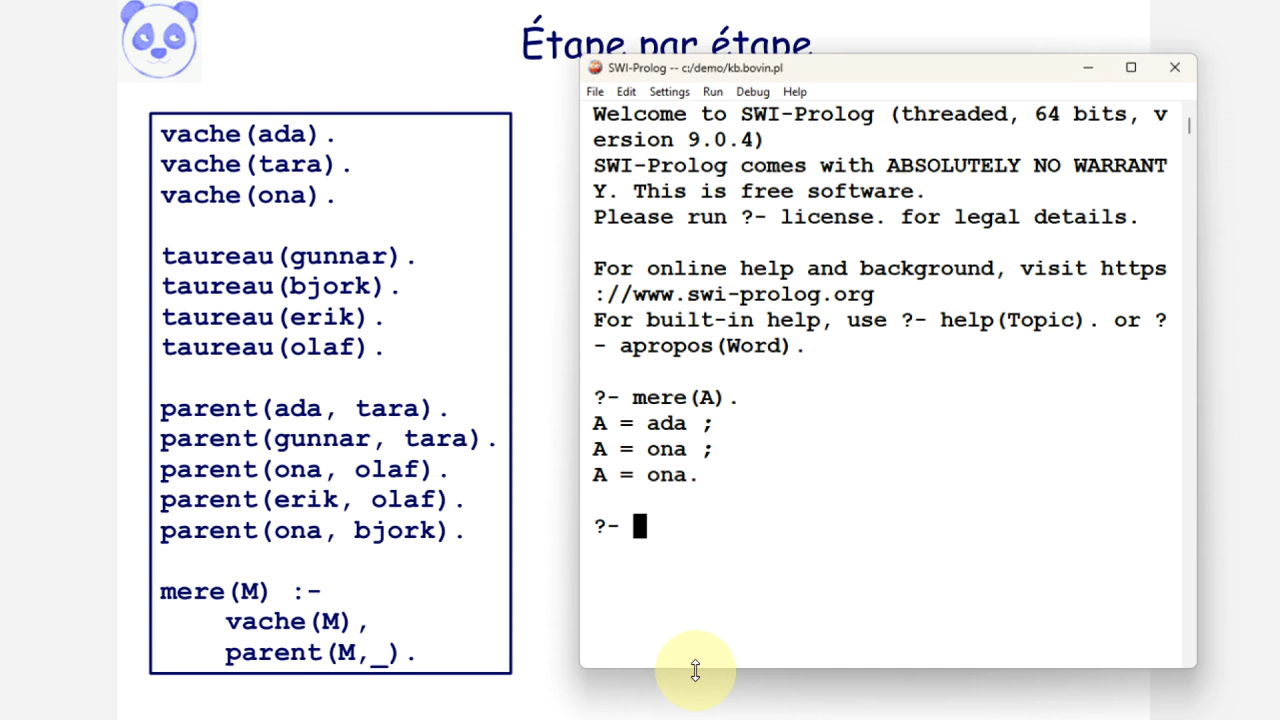 Étape par étape
vache(ada).
vache(tara).
vache(ona).
taureau(gunnar).
taureau(bjork).
taureau(erik).
taureau(olaf).
parent(ada, tara).
parent(gunnar, tara).
parent(ona, olaf).
parent(erik, olaf).
parent(ona, bjork).
mere(M) :-
vache(M),
parent(M,_).
SWI-Prolog -- c:/demo/kb.bovin.pl
File Edit Settings Run Debug Help
Welcome to SWI-Prolog (threaded, 64 bits, v
ersion 9.0.4)
SWI-Prolog comes with ABSOLUTELY NO WARRANT
Y. This is free software.
Please run ?- license. for legal details.
For online help and background, visit https
://www.swi-prolog.org
For built-in help, use ?- help(Topic). or ?
- apropos(Word).
?- mere(A).
A = ada ;
A = ona ;
A = ona.
?-